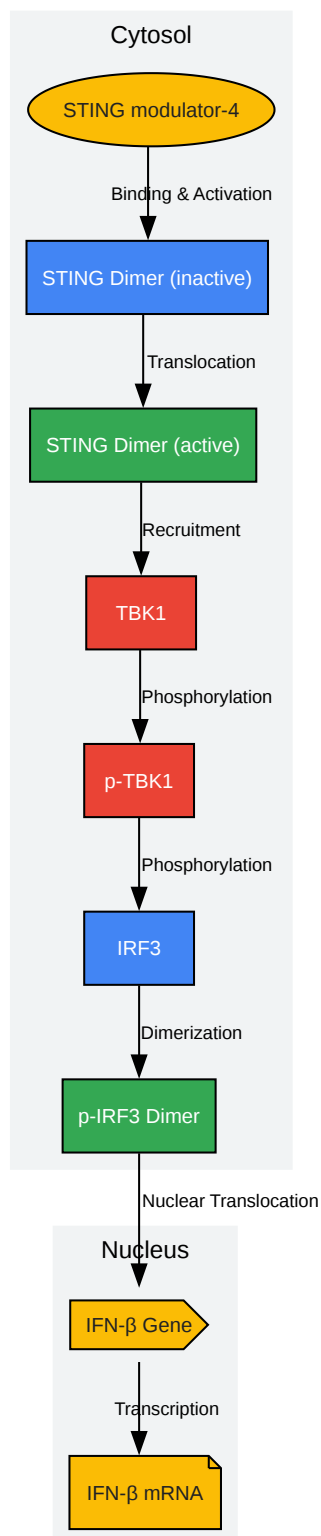 Cytosol
STING modulator-4
Binding & Activation
STING Dimer (inactive)
Translocation
STING Dimer (active)
Recruitment
TBK1
Phosphorylation
p-TBK1
Phosphorylation
IRF3
Dimerization
p-IRF3 Dimer
Nuclear Translocation
Nucleus
IFN-β Gene
Transcription
IFN-β mRNA